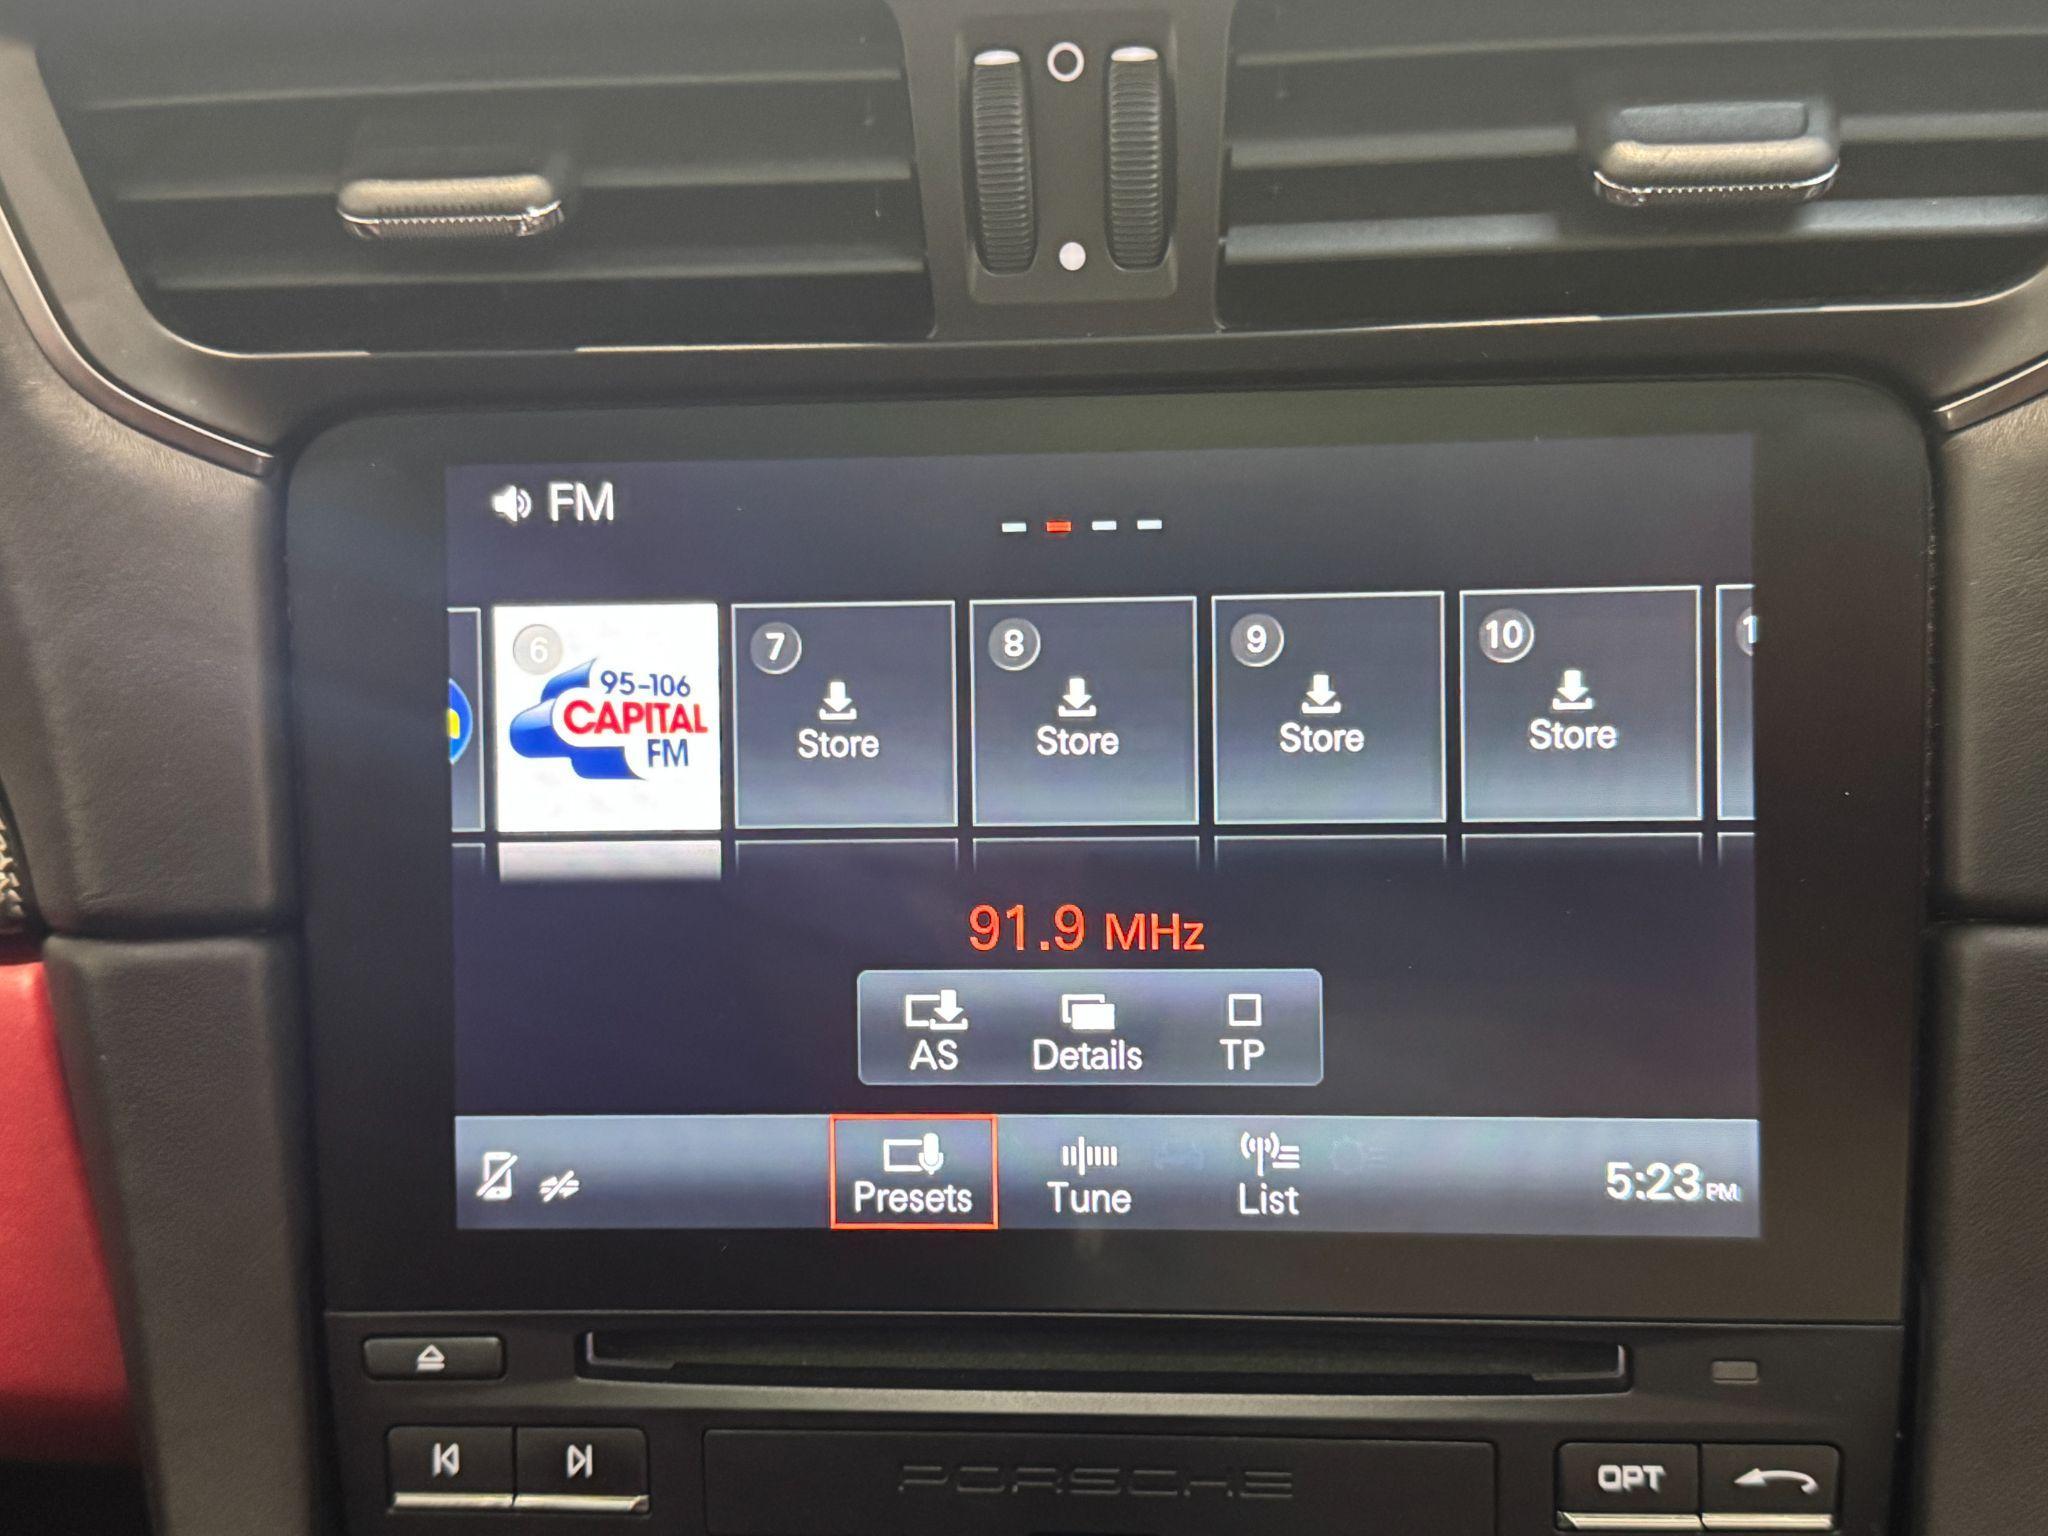 FM
6
95-106
CAPITAL
FM
7
Store
8
Store
9
Store
10
Store
91.9 MHz
AS
Details
TP
Presets
Tune
List
5:23 PM
PORSCHE
OPT